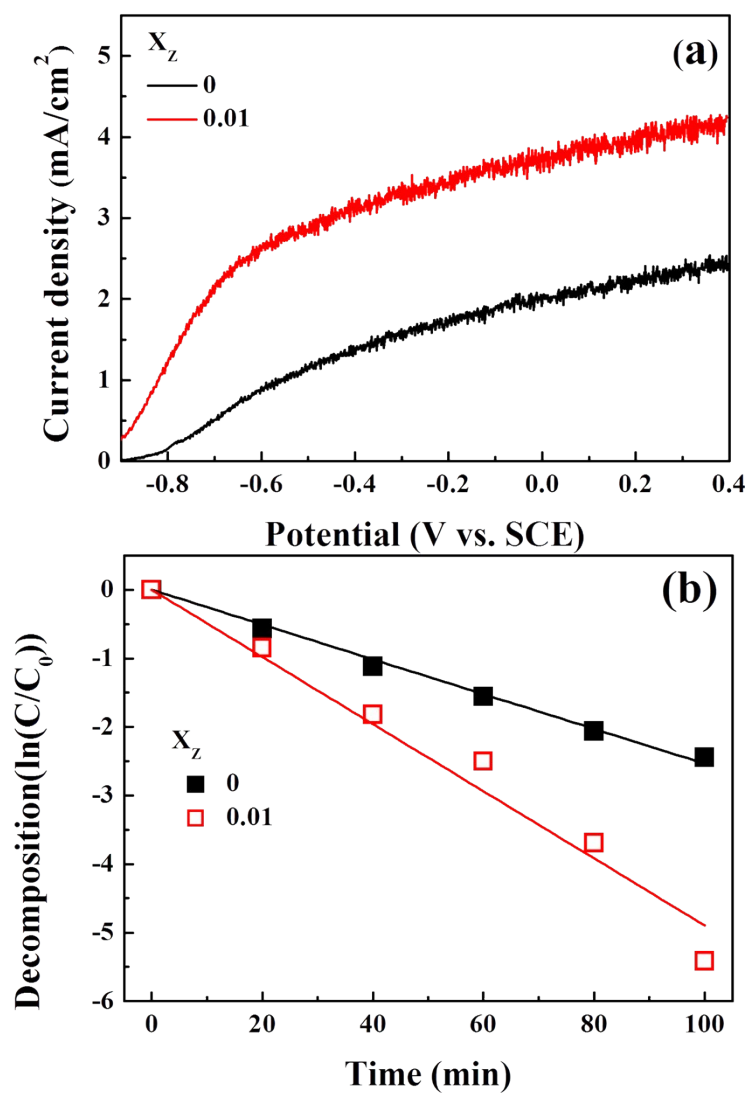 (a)
X_z
0
0.01
Current density (mA/cm²)
5
4
3
2
1
0
-0.8 -0.6 -0.4 -0.2 0.0 0.2 0.4
Potential (V vs. SCE)
(b)
Decomposition(ln(C/C₀))
0
-1
-2
-3
-4
-5
-6
X_z
0
0.01
0 20 40 60 80 100
Time (min)